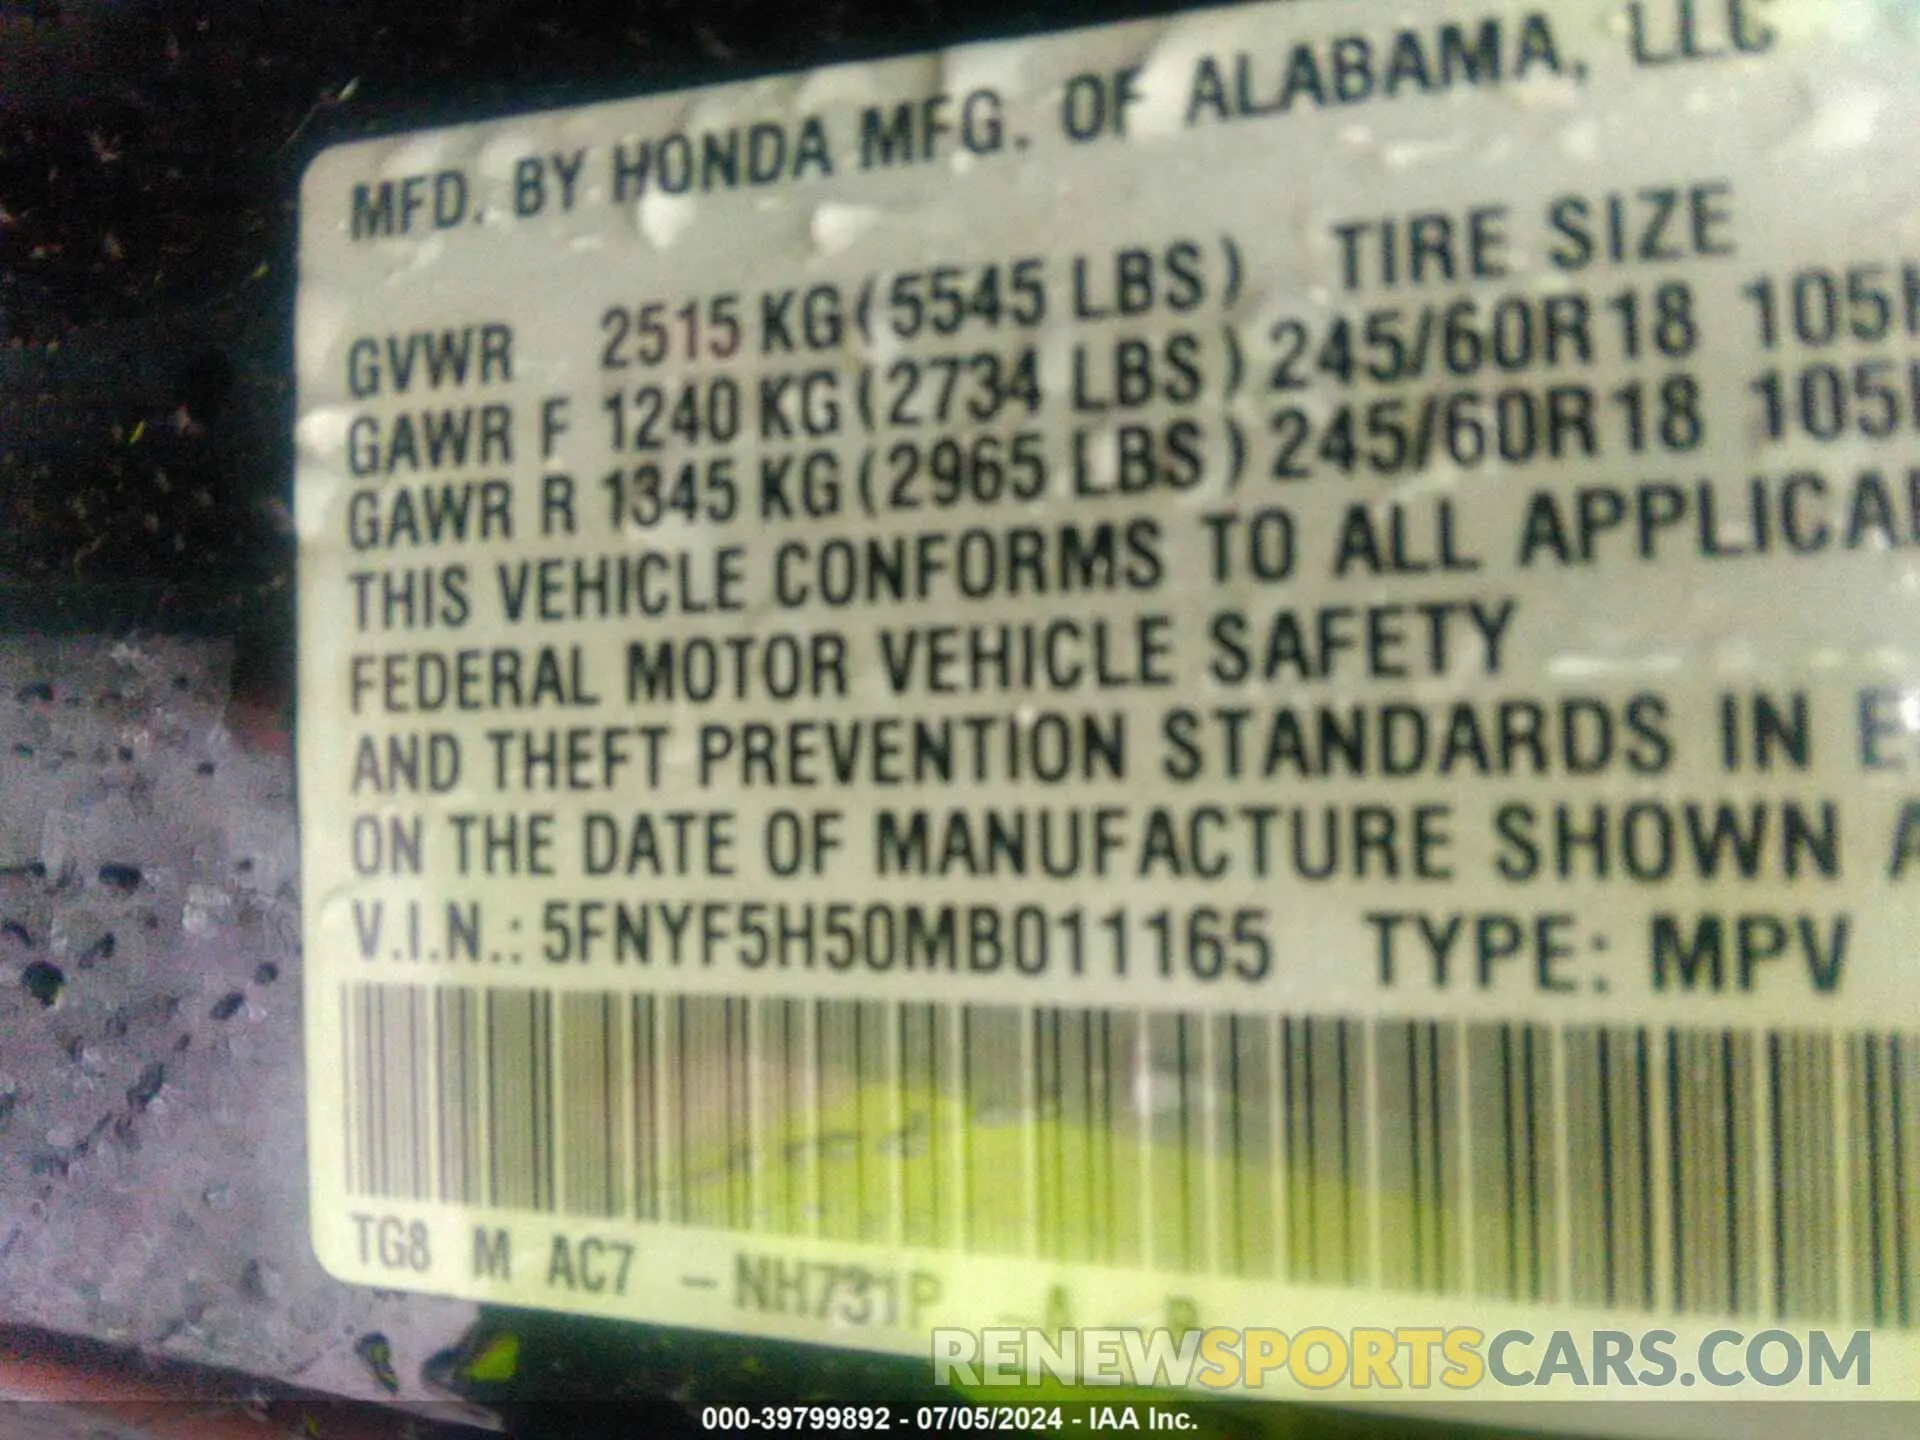 MFD. BY HONDA MFG. OF ALABAMA, LLC
TIRE SIZE
GVWR 2515 KG (5545 LBS)
GAWR F 1240 KG (2734 LBS) 245/60R18 105
GAWR R 1345 KG (2965 LBS) 245/60R18 105
THIS VEHICLE CONFORMS TO ALL
FEDERAL MOTOR VEHICLE SAFETY
AND THEFT PREVENTION STANDARDS IN
ON THE DATE OF MANUFACTURE SHOWN
V.I.N.: 5FNYF5H50MB011165 TYPE: MPV
TG8 M AC7 - NH731P - A - B
RENEWSPORTSCARS.COM
000-39799892 - 07/05/2024 - IAA Inc.